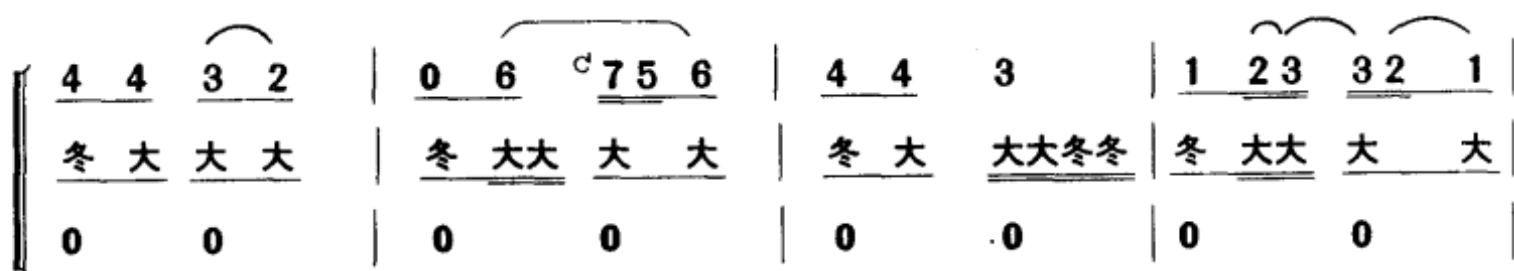 4 4 3 2 | 0 6 7 5 6 | 4 4 3 | 1 2 3 3 2 1 |
冬 大 大 大 | 冬 大大 大 大 | 冬 大 大大冬冬 | 冬 大大 大 大 |
0 0 | 0 0 | 0 0 | 0 0 |